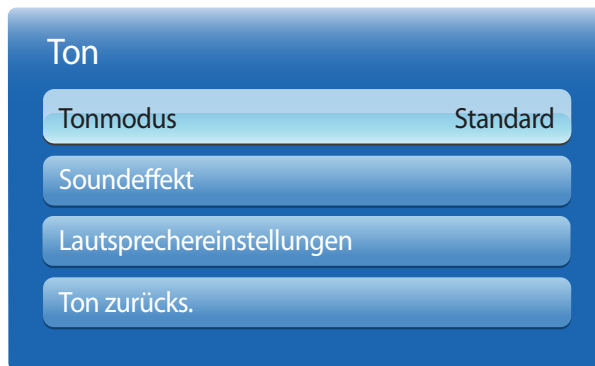 Ton
Tonmodus Standard
Soundeffekt
Lautsprechereinstellungen
Ton zurücks.